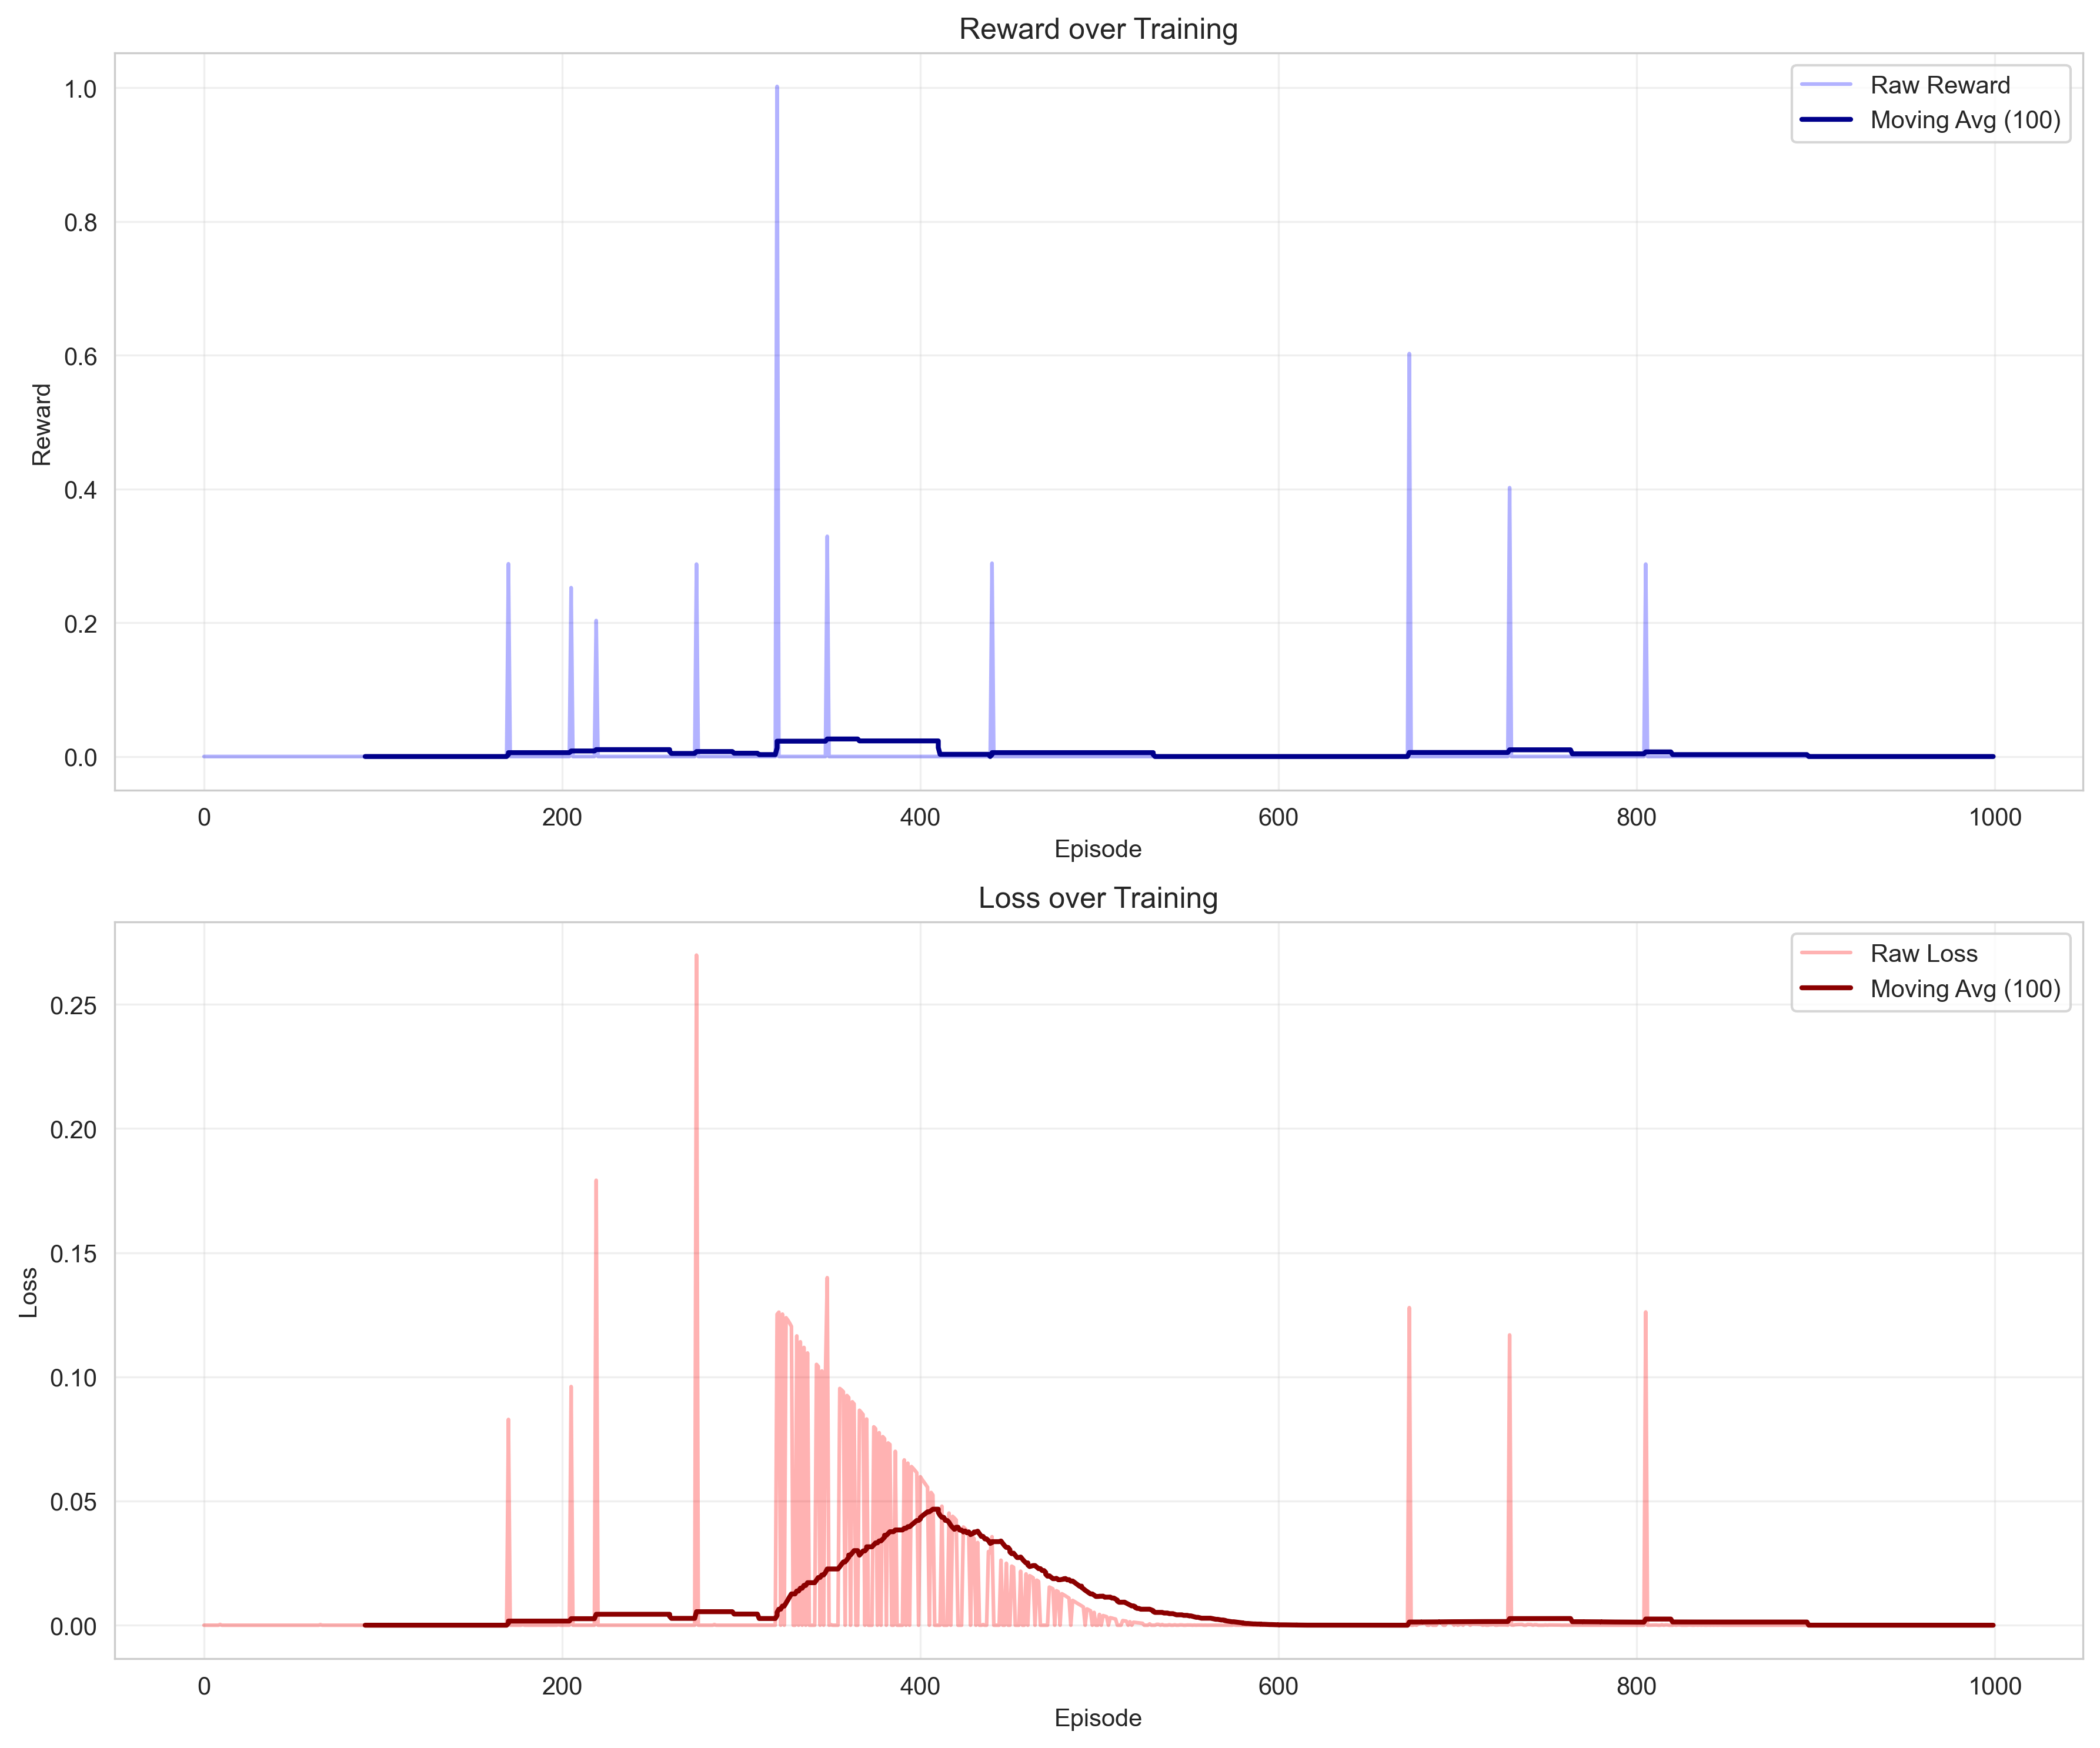 Reward over Training
Raw Reward
Moving Avg (100)
Reward
1.0
0.8
0.6
0.4
0.2
0.0
0
200
400
600
800
1000
Episode
Loss over Training
Raw Loss
Moving Avg (100)
Loss
0.25
0.20
0.15
0.10
0.05
0.00
0
200
400
600
800
1000
Episode